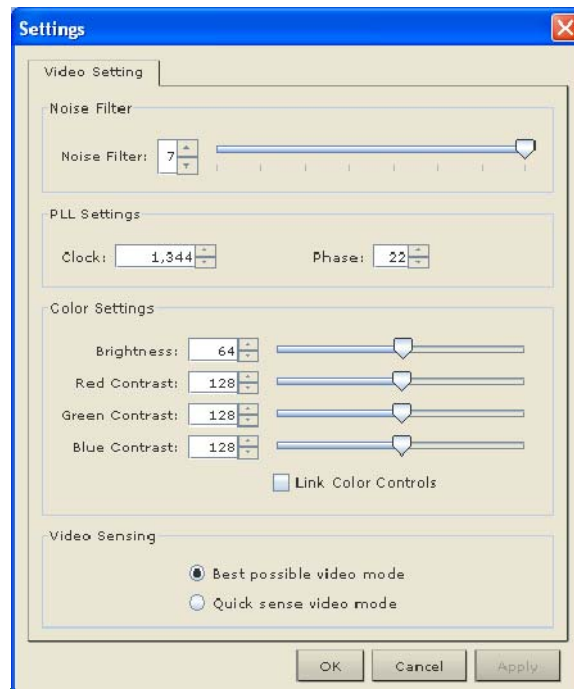 Settings
Video Setting
Noise Filter
Noise Filter: 7
PLL Settings
Clock: 1,344 Phase: 22
Color Settings
Brightness: 64
Red Contrast: 128
Green Contrast: 128
Blue Contrast: 128
Link Color Controls
Video Sensing
Best possible video mode
Quick sense video mode
OK Cancel Apply